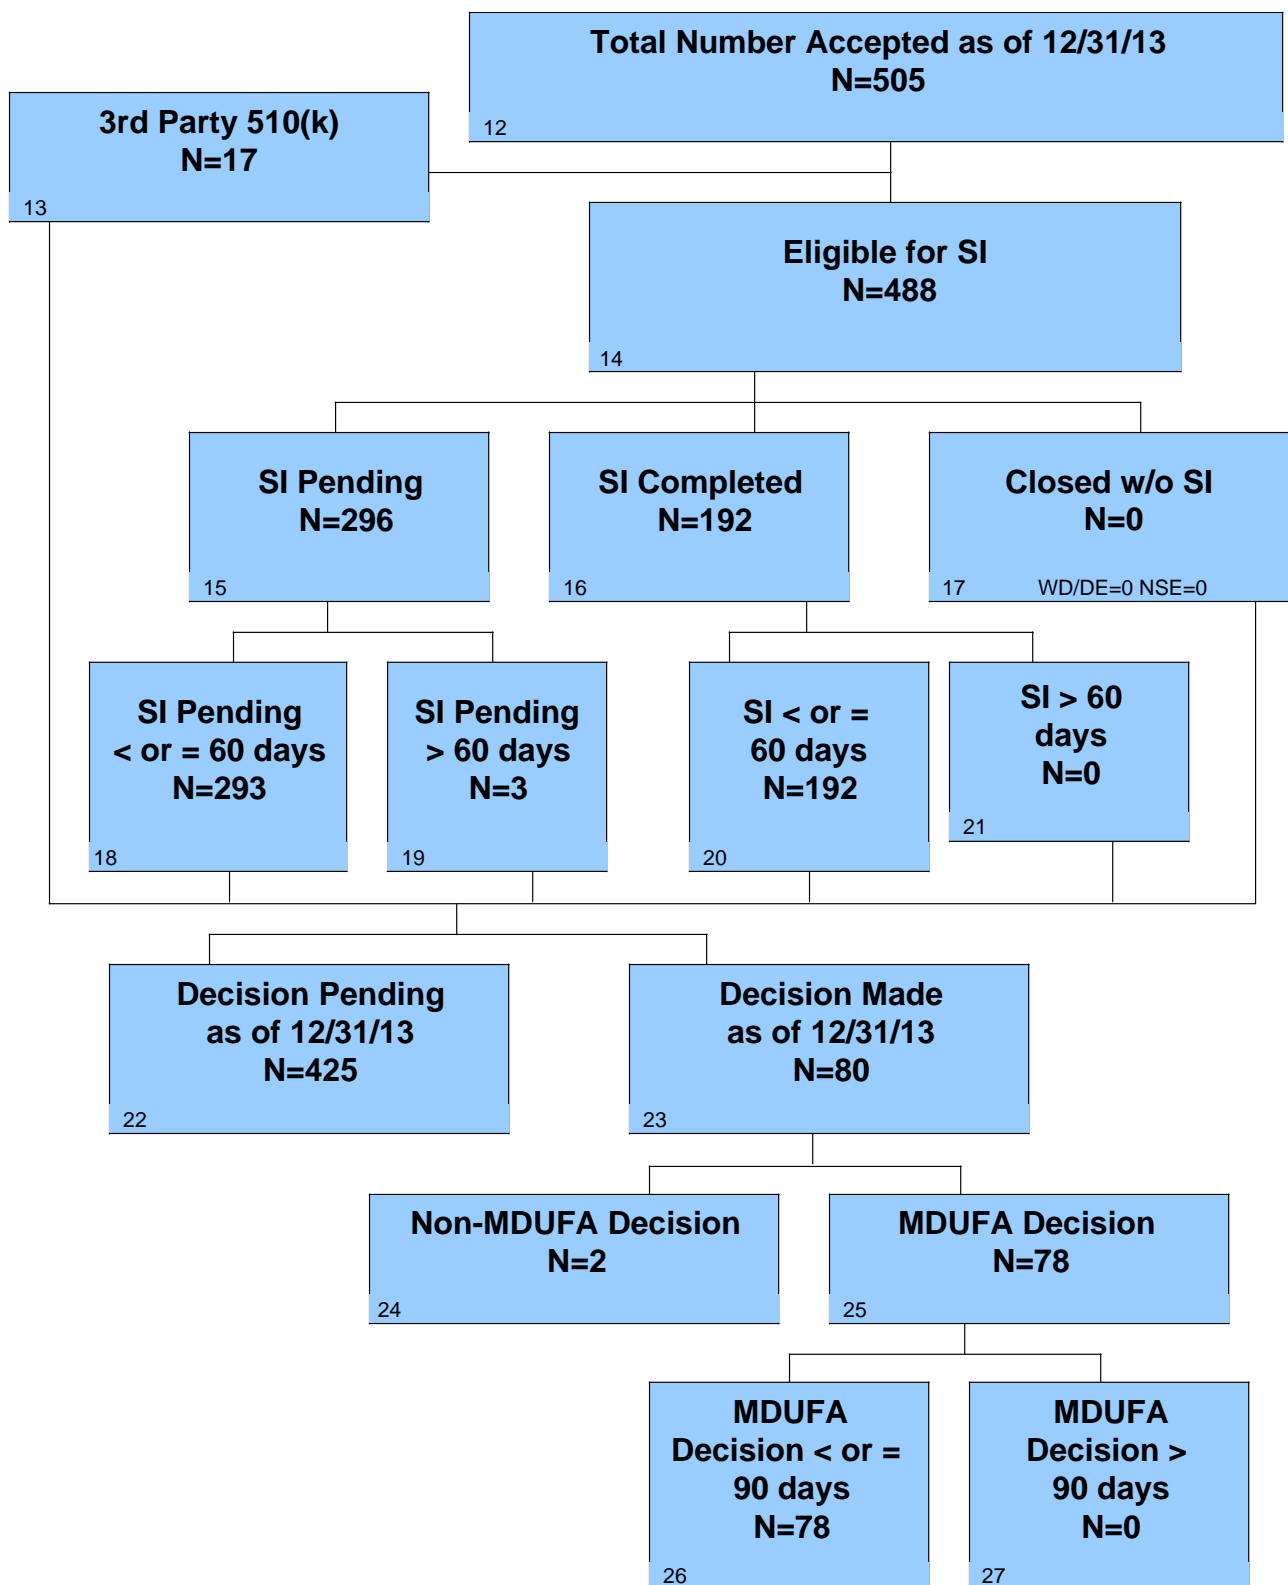 Total Number Accepted as of 12/31/13
N=505
12
3rd Party 510(k)
N=17
13
Eligible for SI
N=488
14
SI Pending
N=296
15
SI Completed
N=192
16
Closed w/o SI
N=0
17 WD/DE=0 NSE=0
SI Pending
< or = 60 days
N=293
18
SI Pending
> 60 days
N=3
19
SI < or =
60 days
N=192
20
SI > 60
days
N=0
21
Decision Pending
as of 12/31/13
N=425
22
Decision Made
as of 12/31/13
N=80
23
Non-MDUFA Decision
N=2
24
MDUFA Decision
N=78
25
MDUFA
Decision < or =
90 days
N=78
26
MDUFA
Decision >
90 days
N=0
27